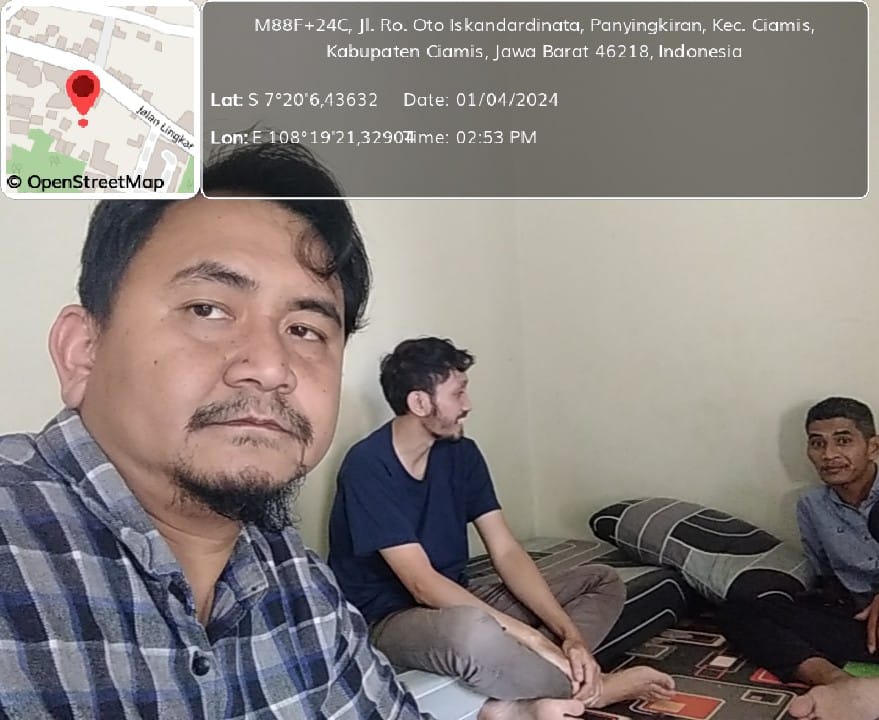 M88F+24C, Jl. Ro. Oto Iskandardinata, Panyingkiran, Kec. Ciamis,
Kabupaten Ciamis, Jawa Barat 46218, Indonesia
Lat: S 7°20'6,43632 Date: 01/04/2024
Lon: E 108°19'21,32904 Time: 02:53 PM
Jalan Lingkar
© OpenStreetMap